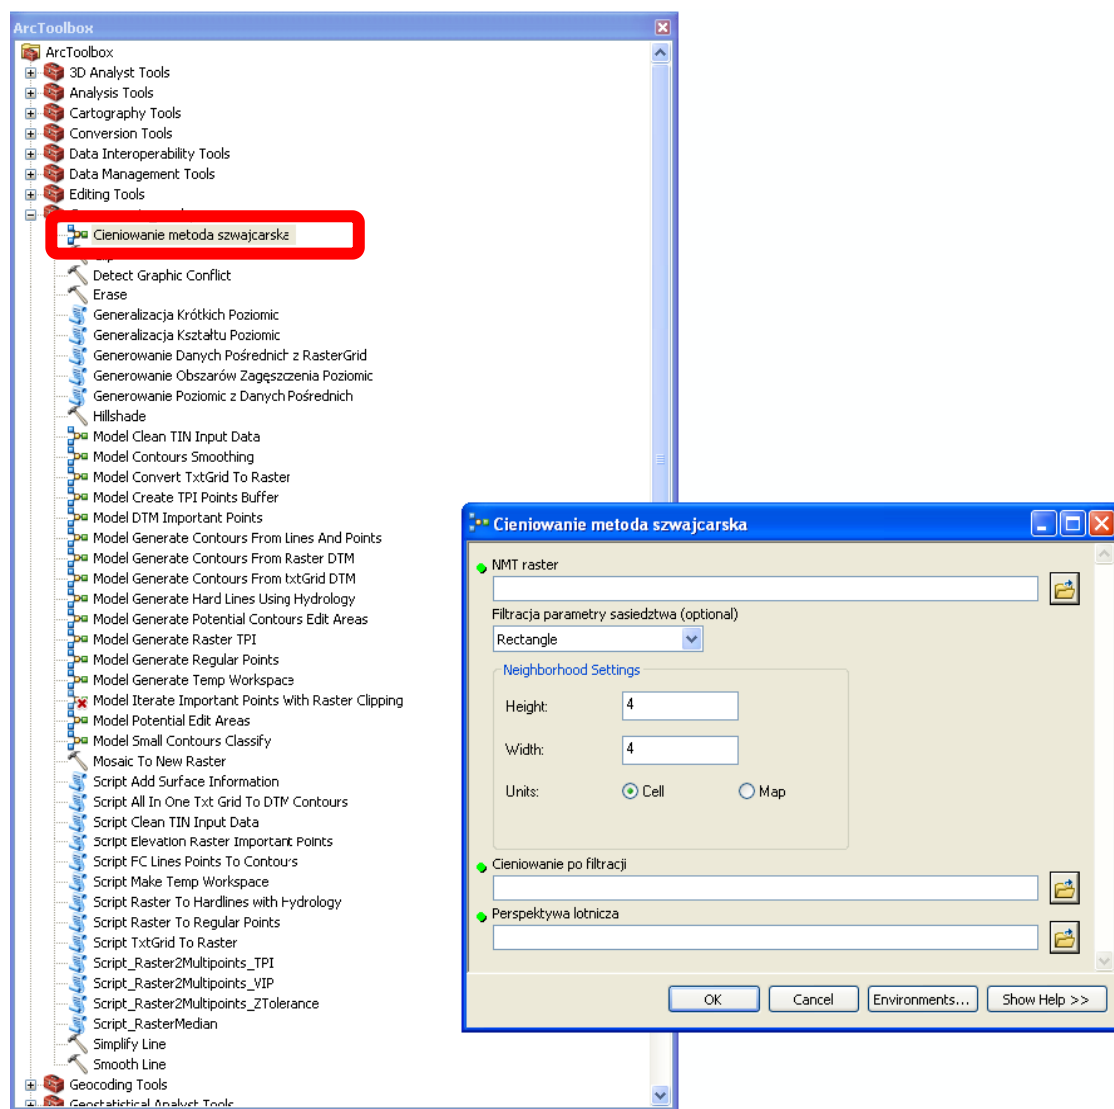 ArcToolbox
ArcToolbox
3D Analyst Tools
Analysis Tools
Cartography Tools
Conversion Tools
Data Interoperability Tools
Data Management Tools
Editing Tools
Cieniowanie metoda szwajcarska
Detect Graphic Conflict
Erase
Generalizacja Krótkich Poziomic
Generalizacja Kształtu Poziomic
Generowanie Danych Pośrednich z RasterGrid
Generowanie Obszarów Zagęszczenia Poziomic
Generowanie Poziomic z Danych Pośrednich
Hillshade
Model Clean TIN Input Data
Model Contours Smoothing
Model Convert TxtGrid To Raster
Model Create TPI Points Buffer
Model DTM Important Points
Model Generate Contours From Lines And Points
Model Generate Contours From Raster DTM
Model Generate Contours From txtGrid DTM
Model Generate Hard Lines Using Hydrology
Model Generate Potential Contours Edit Areas
Model Generate Raster TPI
Model Generate Regular Points
Model Generate Temp Workspace
Model Iterate Important Points With Raster Clipping
Model Potential Edit Areas
Model Small Contours Classify
Mosaic To New Raster
Script Add Surface Information
Script All In One Txt Grid To DTM Contours
Script Clean TIN Input Data
Script Elevation Raster Important Points
Script FC Lines Points To Contours
Script Make Temp Workspace
Script Raster To Hardlines with Hydrology
Script Raster To Regular Points
Script TxtGrid To Raster
Script_Raster2Multipoints_TPI
Script_Raster2Multipoints_VIP
Script_Raster2Multipoints_ZTolerance
Script_RasterMedian
Simplify Line
Smooth Line
Geocoding Tools
Geostatistical Analyst Tools
Cieniowanie metoda szwajcarska
NMT raster
Filtracja parametry sasiedztwa (optional)
Rectangle
Neighborhood Settings
Height: 4
Width: 4
Units: Cell Map
Cieniowanie po filtracji
Perspektywa lotnicza
OK Cancel Environments... Show Help >>